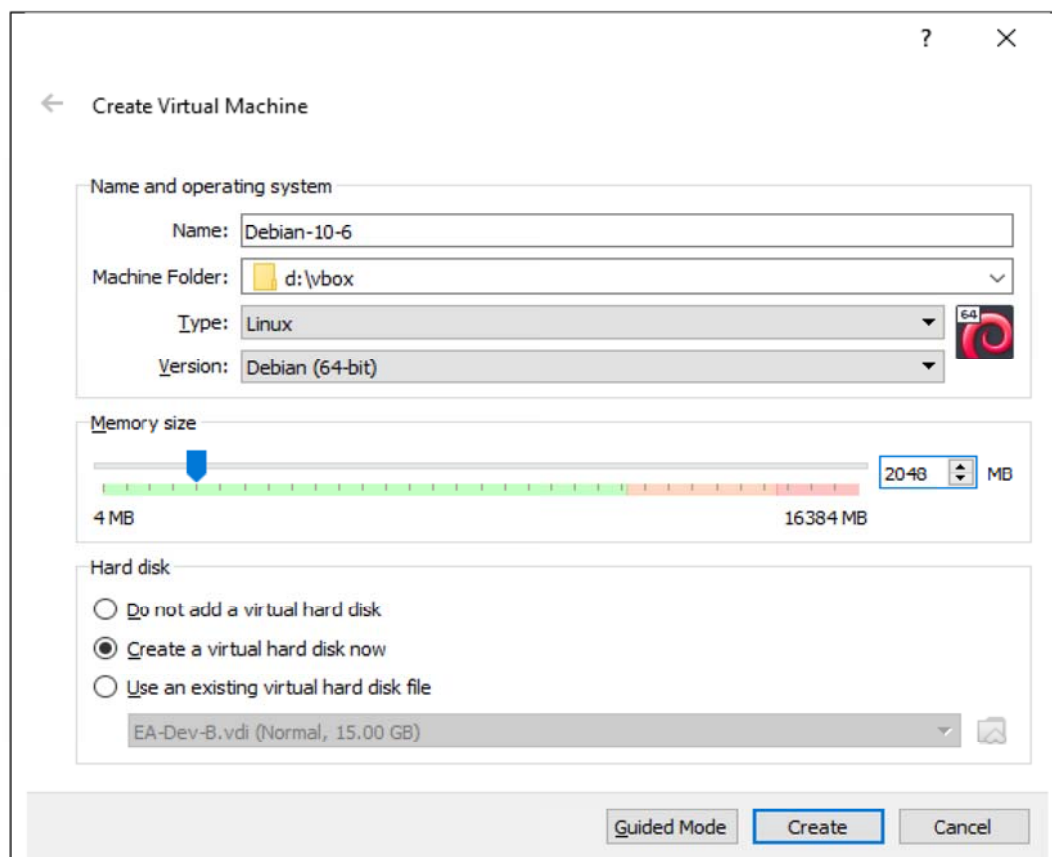 ?
Create Virtual Machine
Name and operating system
Name: Debian-10-6
Machine Folder: d:\vbox
Type: Linux
64
Version: Debian (64-bit)
Memory size
2048 MB
4 MB 16384 MB
Hard disk
Do not add a virtual hard disk
Create a virtual hard disk now
Use an existing virtual hard disk file
EA-Dev-B.vdi (Normal, 15.00 GB)
Guided Mode Create Cancel